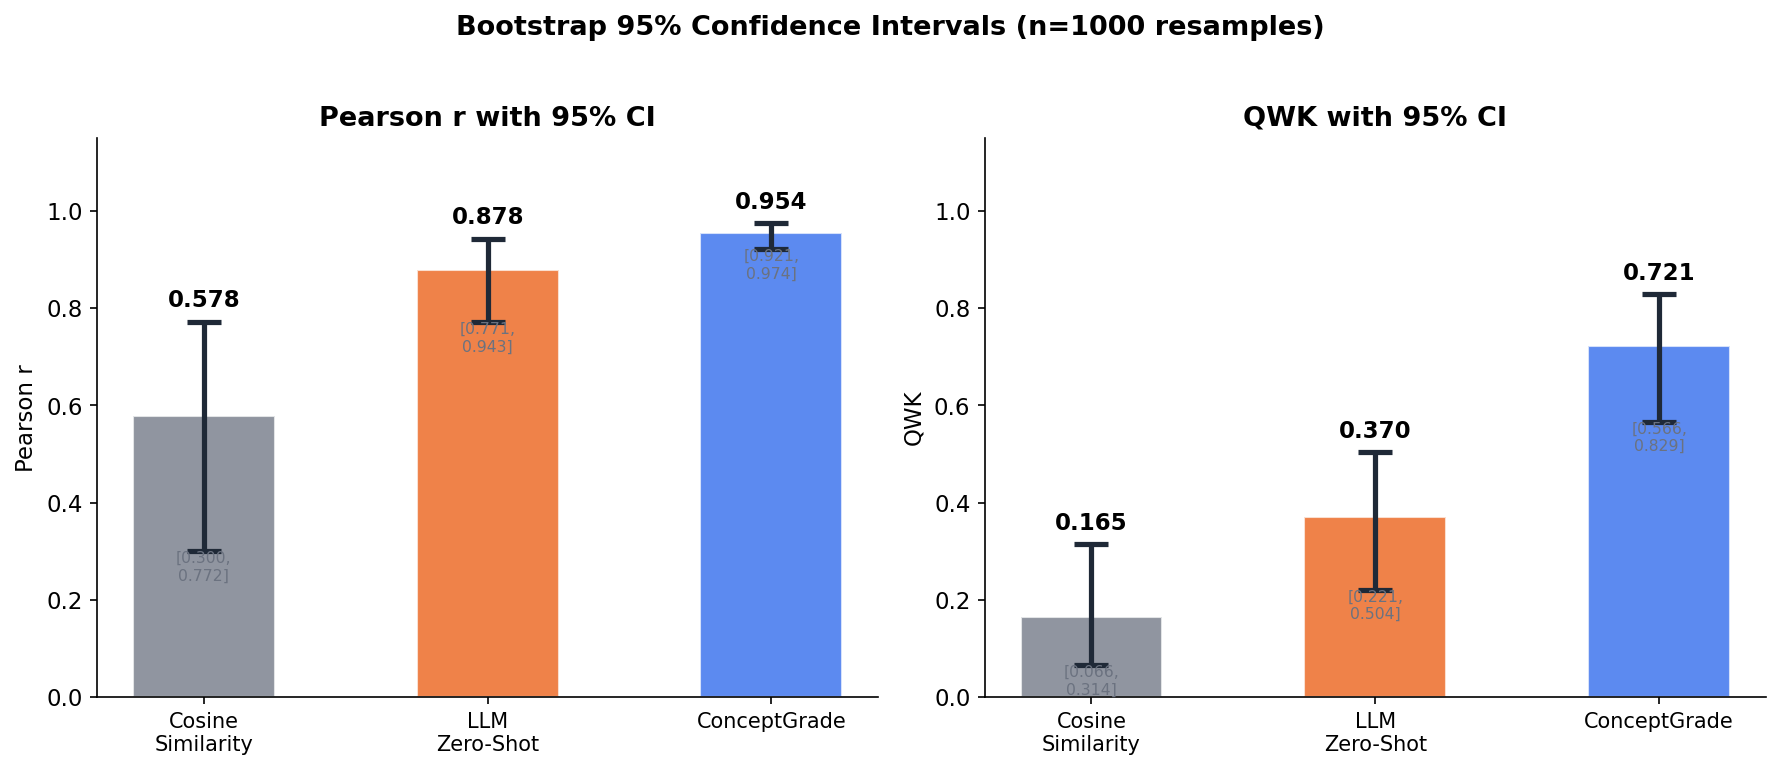 Bootstrap 95% Confidence Intervals (n=1000 resamples)
Pearson r with 95% CI
Pearson r
1.0
0.8
0.6
0.4
0.2
0.0
0.578
[0.300,
0.772]
0.878
[0.771,
0.943]
0.954
[0.921,
0.974]
Cosine
Similarity
LLM
Zero-Shot
ConceptGrade
QWK with 95% CI
QWK
1.0
0.8
0.6
0.4
0.2
0.0
0.165
[0.066,
0.314]
0.370
[0.221,
0.504]
0.721
[0.566,
0.829]
Cosine
Similarity
LLM
Zero-Shot
ConceptGrade